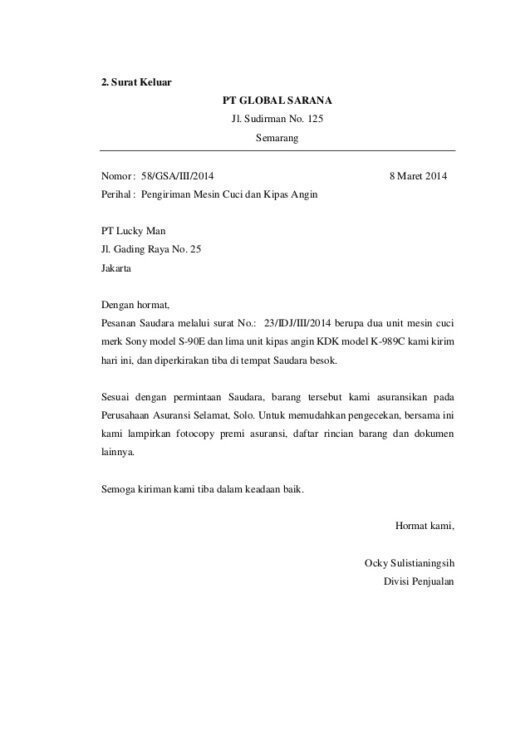 2. Surat Keluar
PT GLOBAL SARANA
Jl. Sudirman No. 125
Semarang
Nomor : 58/GSA/III/2014 8 Maret 2014
Perihal : Pengiriman Mesin Cuci dan Kipas Angin
PT Lucky Man
Jl. Gading Raya No. 25
Jakarta
Dengan hormat,
Pesanan Saudara melalui surat No.: 23/IDJ/III/2014 berupa dua unit mesin cuci
merk Sony model S-90E dan lima unit kipas angin KDK model K-989C kami kirim
hari ini, dan diperkirakan tiba di tempat Saudara besok.
Sesuai dengan permintaan Saudara, barang tersebut kami asuransikan pada
Perusahaan Asuransi Selamat, Solo. Untuk memudahkan pengecekan, bersama ini
kami lampirkan fotocopy premi asuransi, daftar rincian barang dan dokumen
lainnya.
Semoga kiriman kami tiba dalam keadaan baik.
Hormat kami,
Ocky Sulistianingsih
Divisi Penjualan